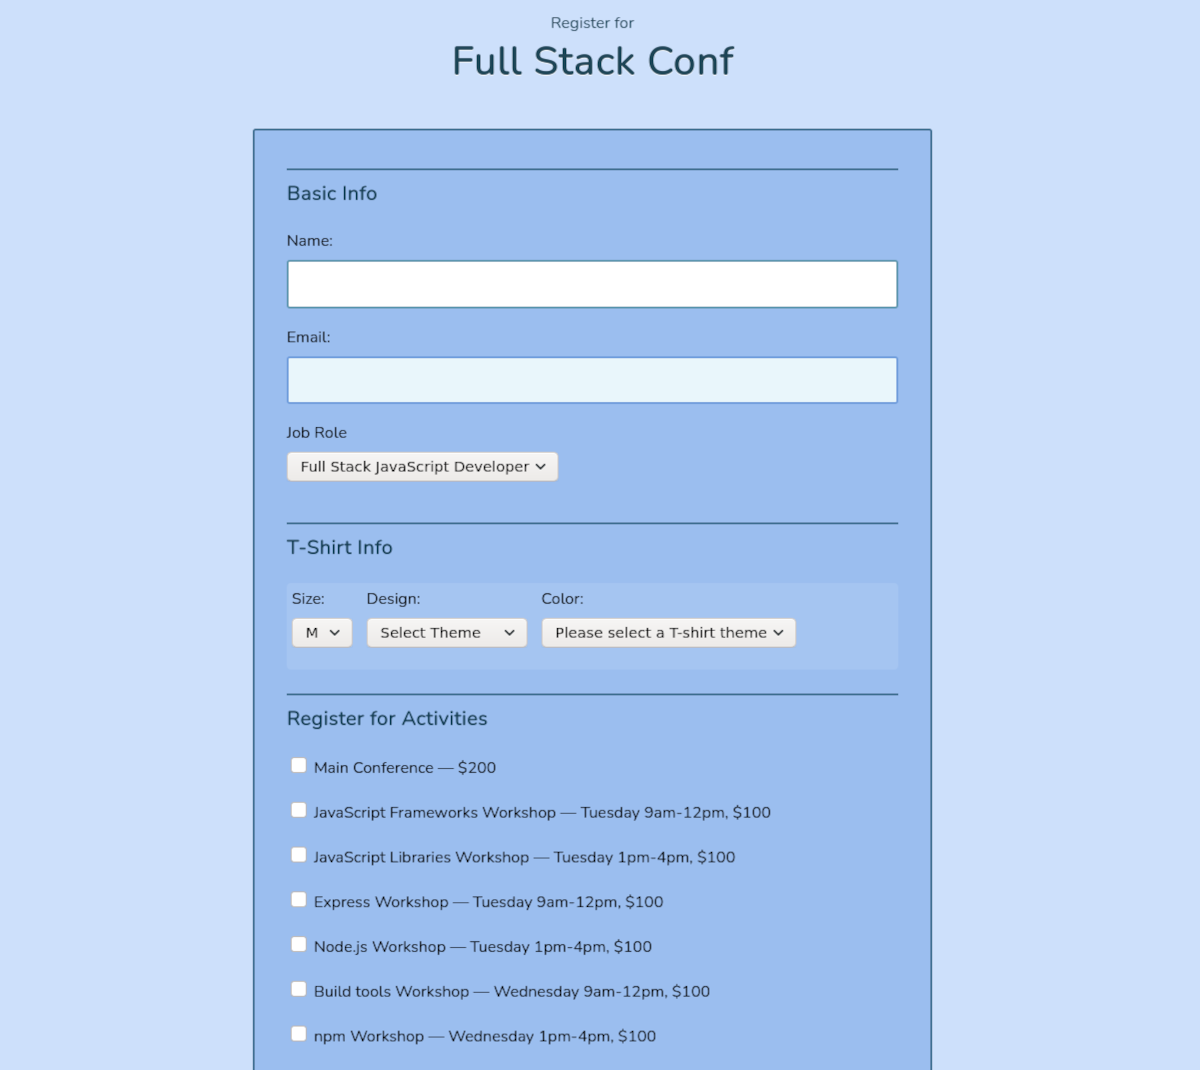 Register for
Full Stack Conf
Basic Info
Name:
Email:
Job Role
Full Stack JavaScript Developer
T-Shirt Info
Size: Design: Color:
M Select Theme Please select a T-shirt theme
Register for Activities
Main Conference — $200
JavaScript Frameworks Workshop — Tuesday 9am-12pm, $100
JavaScript Libraries Workshop — Tuesday 1pm-4pm, $100
Express Workshop — Tuesday 9am-12pm, $100
Node.js Workshop — Tuesday 1pm-4pm, $100
Build tools Workshop — Wednesday 9am-12pm, $100
npm Workshop — Wednesday 1pm-4pm, $100